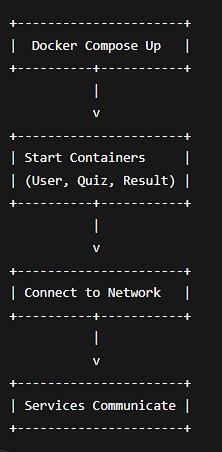 +-----------------------+
|  Docker Compose Up    |
+----------+------------+
           |
           v
+-----------------------+
| Start Containers      |
| (User, Quiz, Result)  |
+----------+------------+
           |
           v
+-----------------------+
| Connect to Network    |
+----------+------------+
           |
           v
+-----------------------+
| Services Communicate  |
+-----------------------+